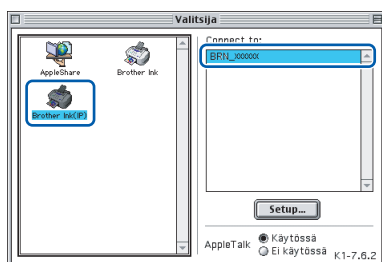 Valitsija
Connect to:
BRN_XXXXXX
AppleShare
Brother Ink
Brother Ink(IP)
Setup...
AppleTalk
Käytössä
Ei käytössä
K1-7.6.2